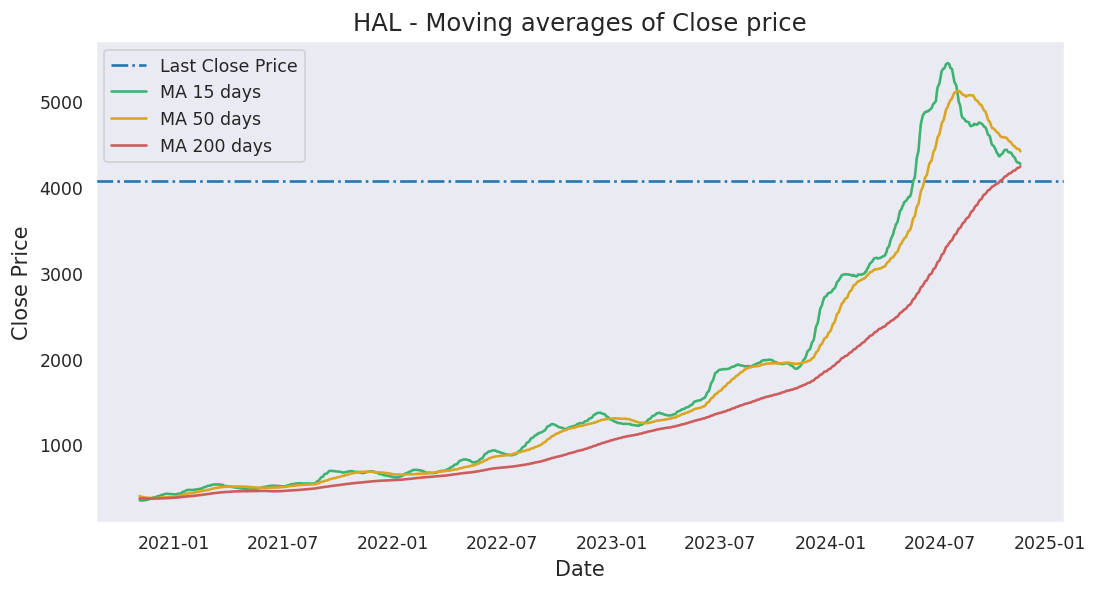 HAL - Moving averages of Close price
Last Close Price
MA 15 days
MA 50 days
MA 200 days
5000
4000
3000
2000
1000
Close Price
2021-01 2021-07 2022-01 2022-07 2023-01 2023-07 2024-01 2024-07 2025-01
Date